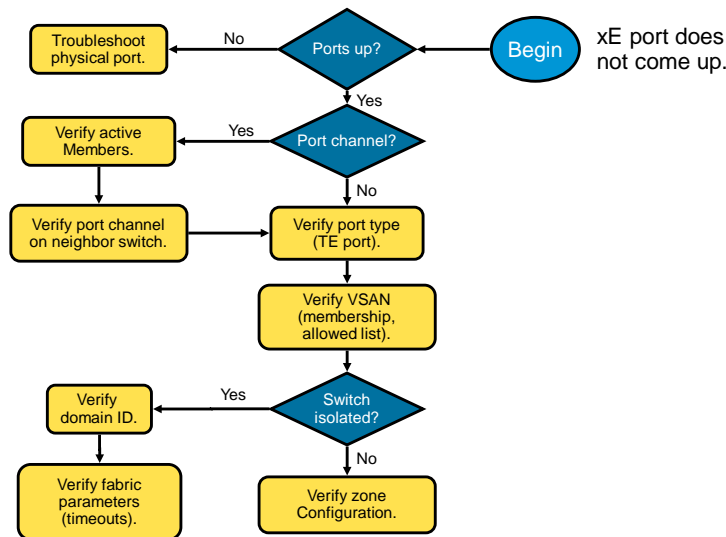 Troubleshoot
physical port.
No
Ports up?
Begin
xE port does
not come up.
Yes
Verify active
Members.
Yes
Port channel?
No
Verify port channel
on neighbor switch.
Verify port type
(TE port).
Verify VSAN
(membership,
allowed list).
Verify
domain ID.
Yes
Switch
isolated?
No
Verify fabric
parameters
(timeouts).
Verify zone
Configuration.